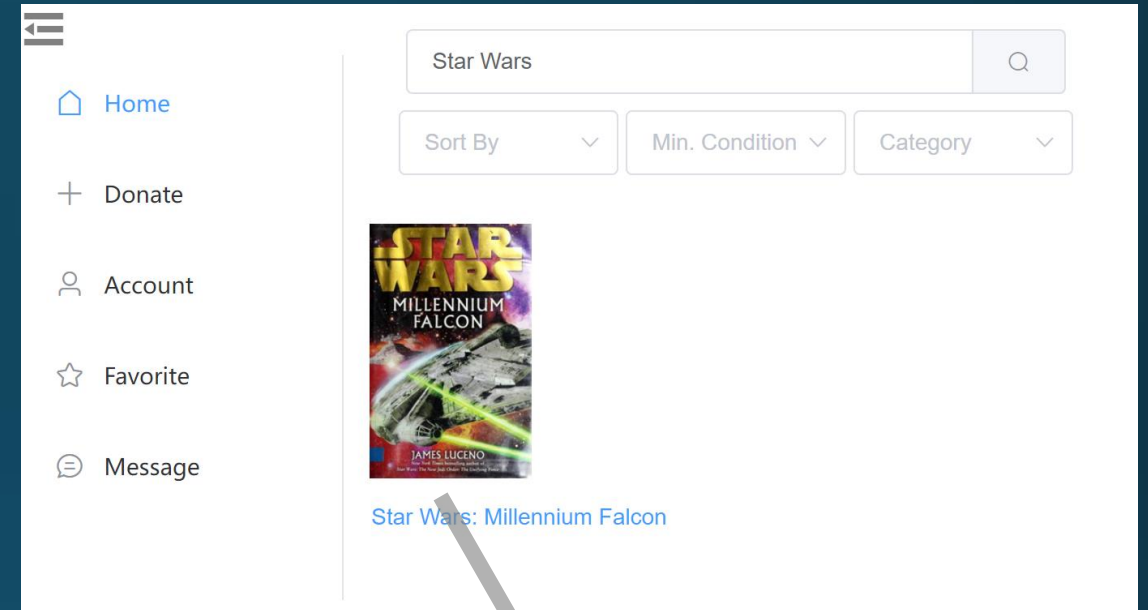 Star Wars
Home
Sort By
Min. Condition
Category
Donate
Account
Favorite
Message
STAR
WARS
MILLENNIUM
FALCON
JAMES LUCENO
Star Wars: Millennium Falcon